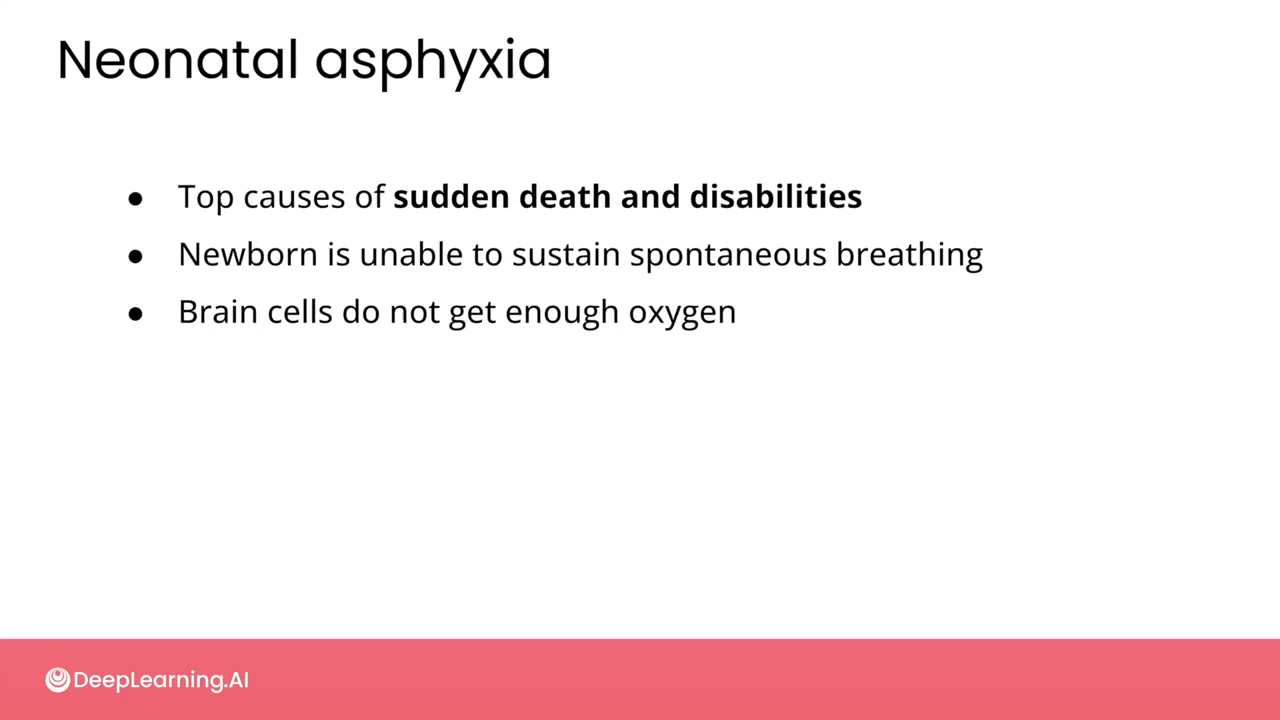 Neonatal asphyxia
● Top causes of sudden death and disabilities
● Newborn is unable to sustain spontaneous breathing
● Brain cells do not get enough oxygen
DeepLearning.AI